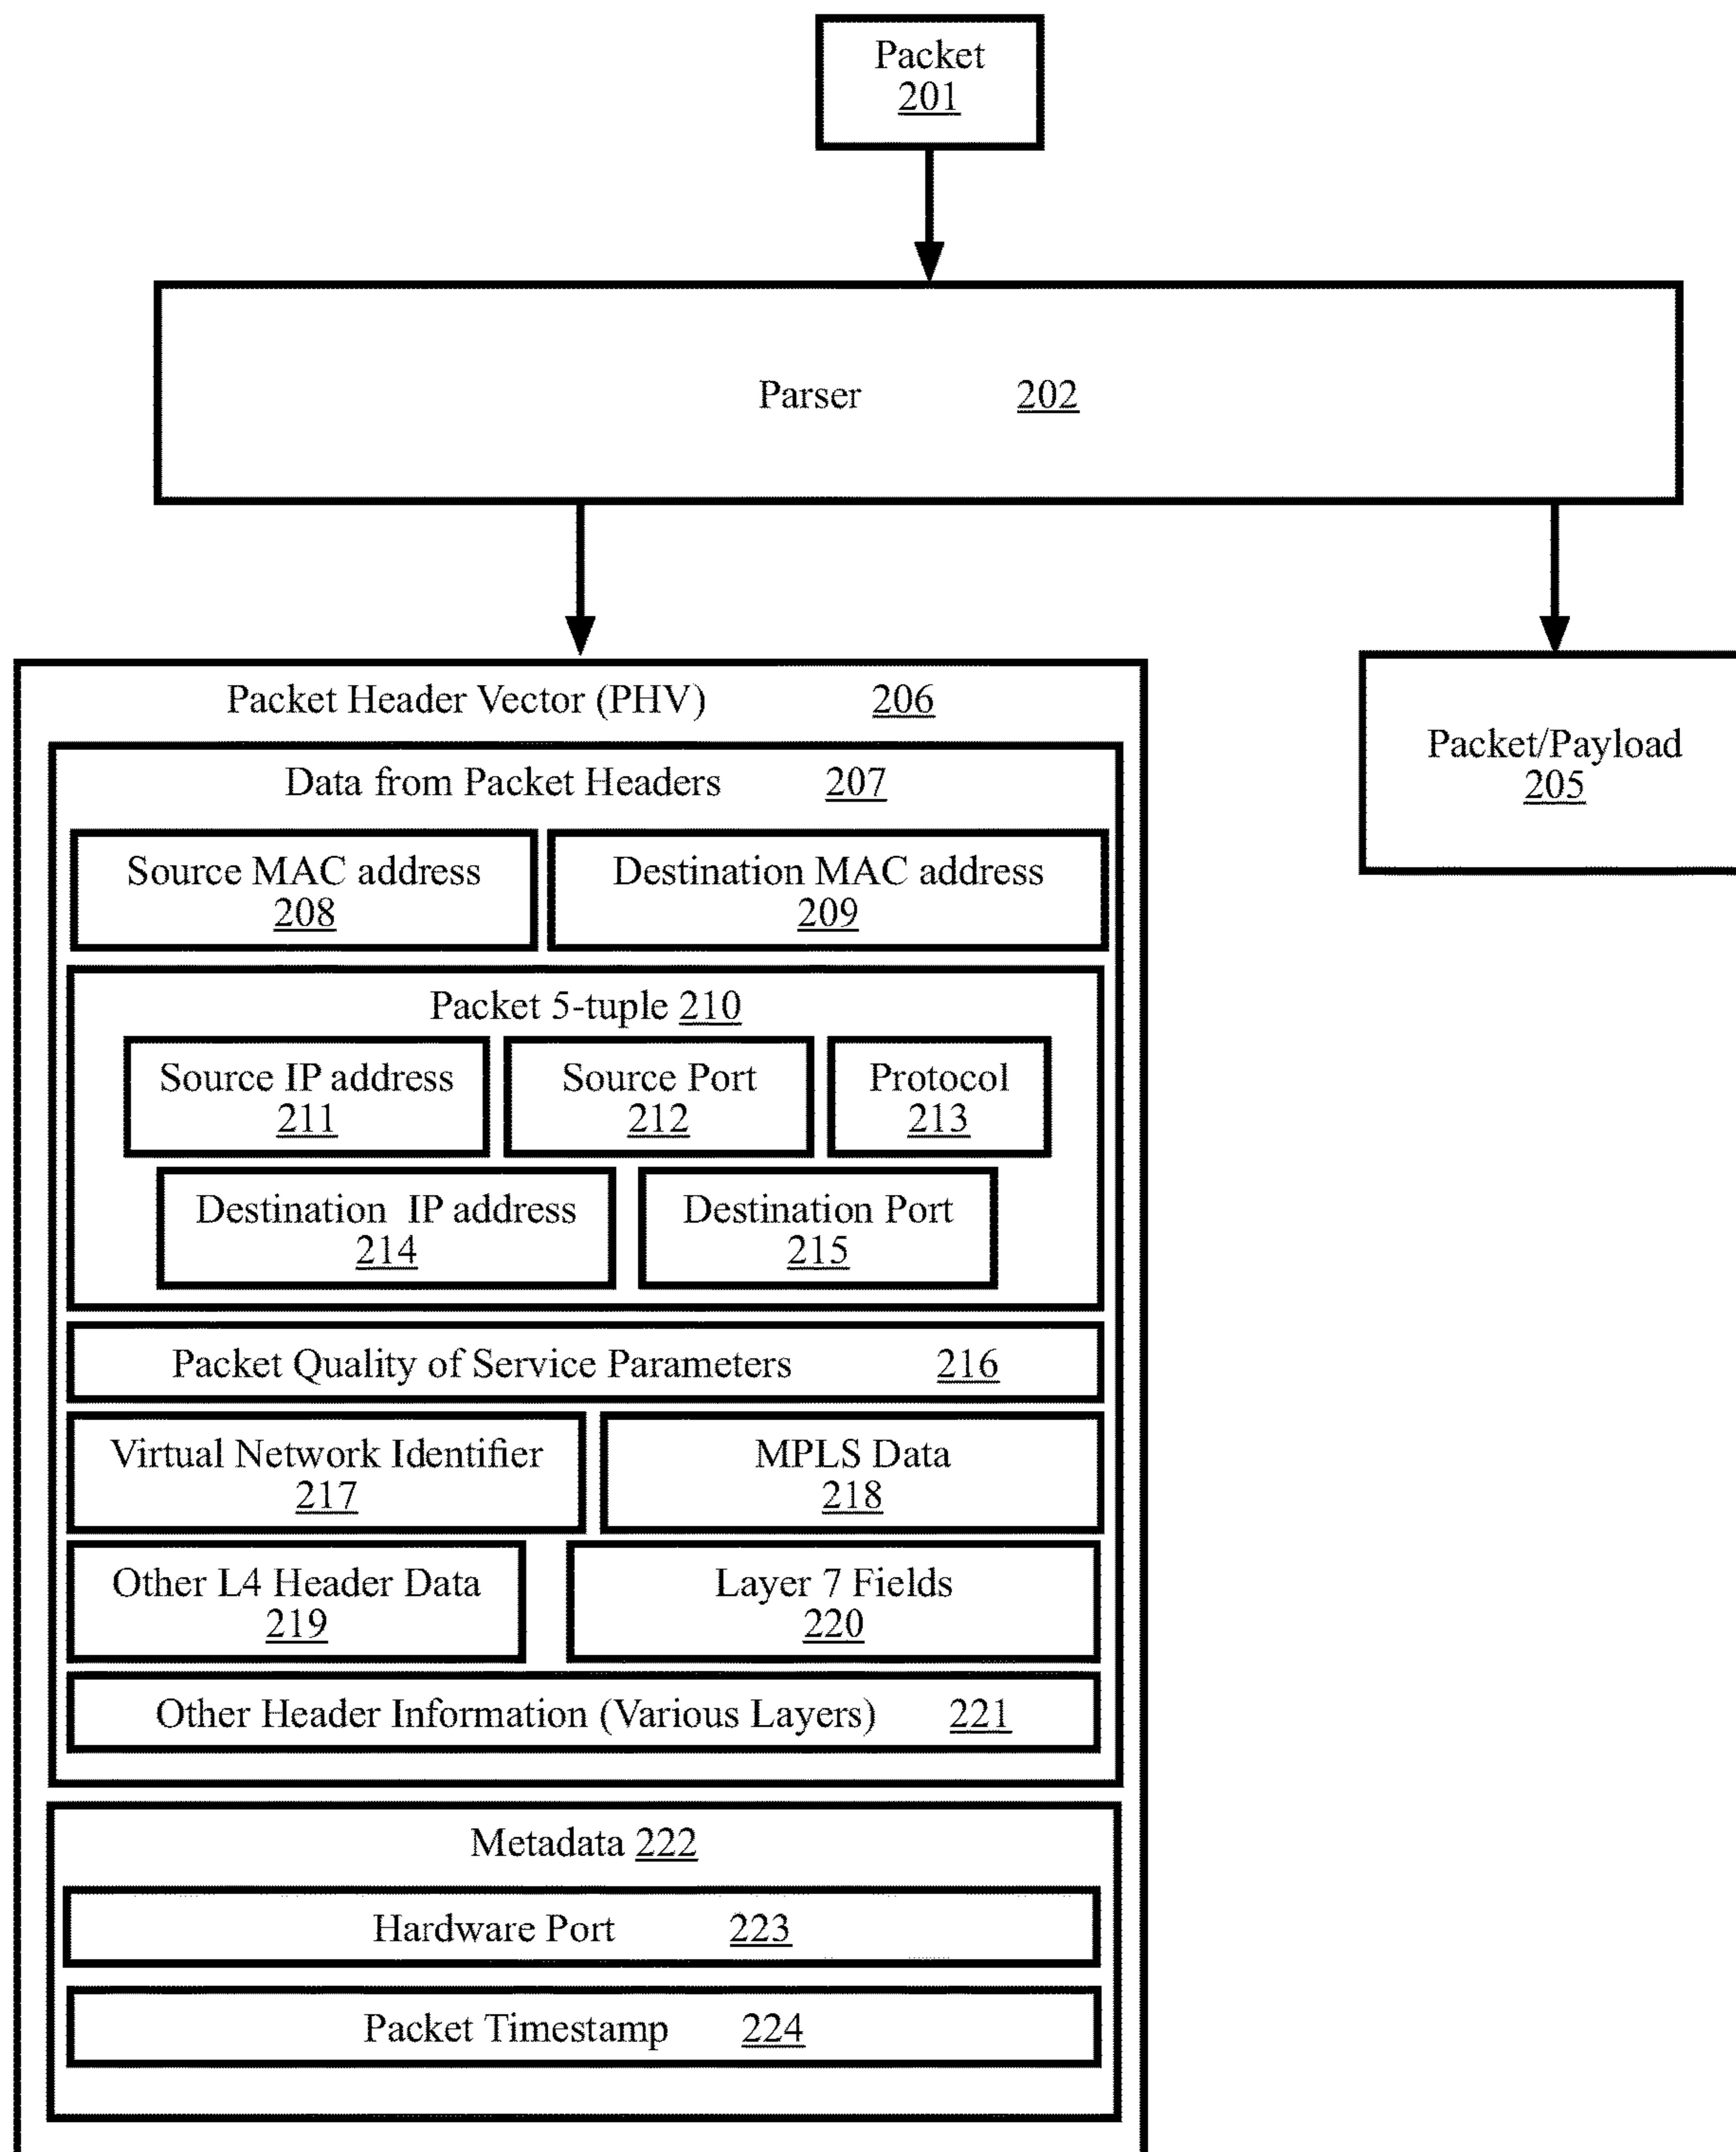 Packet
201
Parser 202
Packet Header Vector (PHV) 206
Data from Packet Headers 207
Source MAC address
208
Destination MAC address
209
Packet 5-tuple 210
Source IP address
211
Source Port
212
Protocol
213
Destination IP address
214
Destination Port
215
Packet Quality of Service Parameters 216
Virtual Network Identifier
217
MPLS Data
218
Other L4 Header Data
219
Layer 7 Fields
220
Other Header Information (Various Layers) 221
Metadata 222
Hardware Port 223
Packet Timestamp 224
Packet/Payload
205